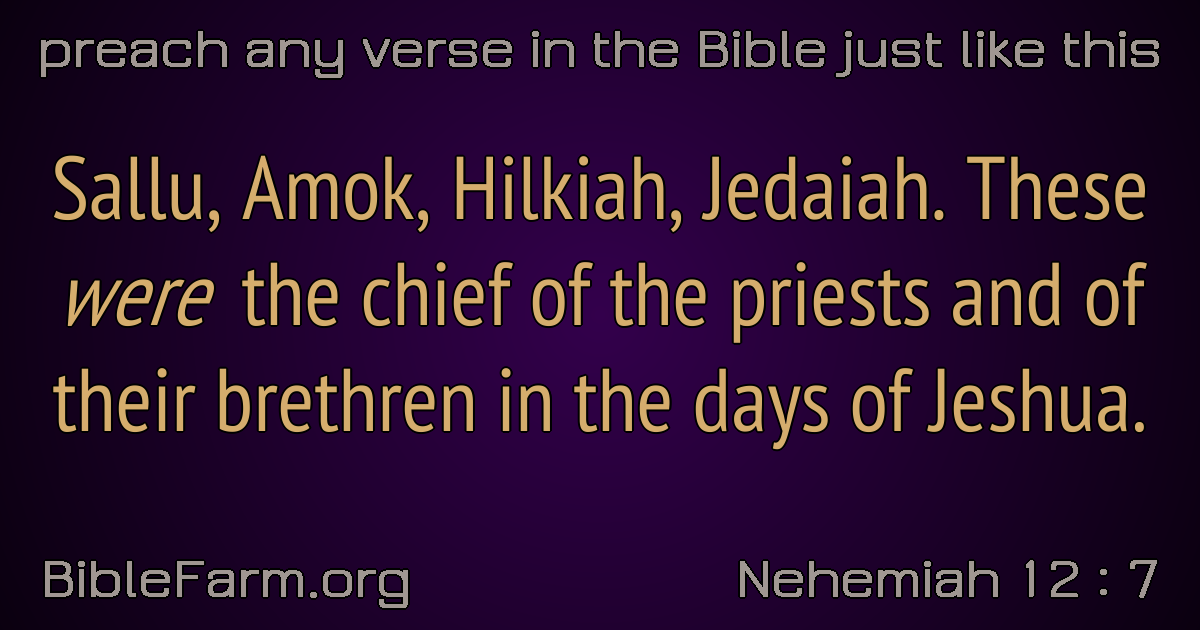 preach any verse in the Bible just like this
Sallu, Amok, Hilkiah, Jedaiah. These
were the chief of the priests and of
their brethren in the days of Jeshua.
BibleFarm.org
Nehemiah 12 : 7